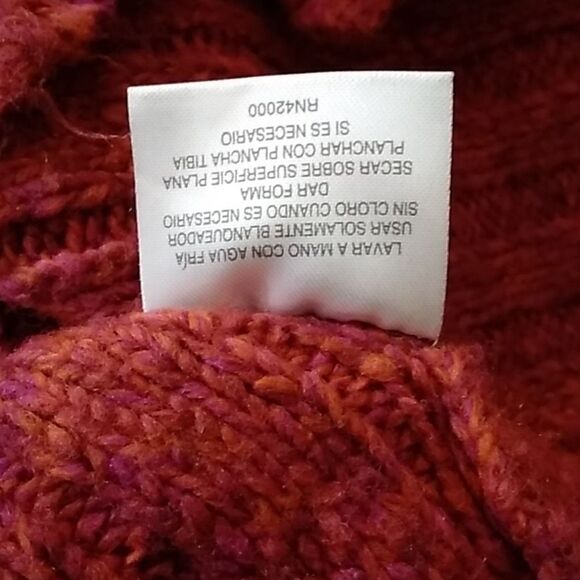 LAVAR A MANO CON AGUA FRÍA
USAR SOLAMENTE BLANQUEADOR
SIN CLORO CUANDO ES NECESARIO
DAR FORMA
SECAR SOBRE SUPERFICIE PLANA
PLANCHAR CON PLANCHA TIBIA
SI ES NECESARIO
RN42000